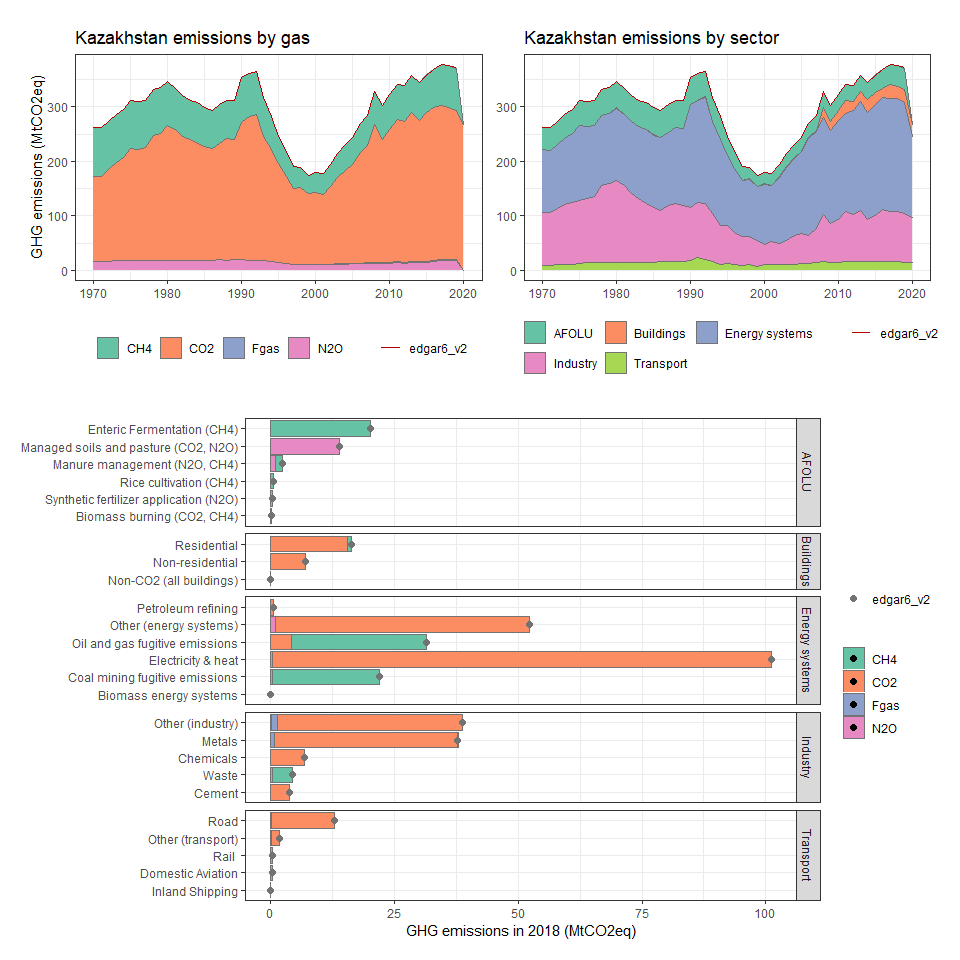 Kazakhstan emissions by gas
GHG emissions (MtCO2eq)
300
200
100
0
1970
1980
1990
2000
2010
2020
CH4
CO2
Fgas
N2O
edgar6_v2
Kazakhstan emissions by sector
300
200
100
0
1970
1980
1990
2000
2010
2020
AFOLU
Buildings
Energy systems
edgar6_v2
Industry
Transport
Enteric Fermentation (CH4)
Managed soils and pasture (CO2, N2O)
Manure management (N2O, CH4)
Rice cultivation (CH4)
Synthetic fertilizer application (N2O)
Biomass burning (CO2, CH4)
AFOLU
Residential
Non-residential
Non-CO2 (all buildings)
Buildings
Petroleum refining
Other (energy systems)
Oil and gas fugitive emissions
Electricity & heat
Coal mining fugitive emissions
Biomass energy systems
Energy systems
Other (industry)
Metals
Chemicals
Waste
Cement
Industry
Road
Other (transport)
Rail
Domestic Aviation
Inland Shipping
Transport
0
25
50
75
100
GHG emissions in 2018 (MtCO2eq)
edgar6_v2
CH4
CO2
Fgas
N2O